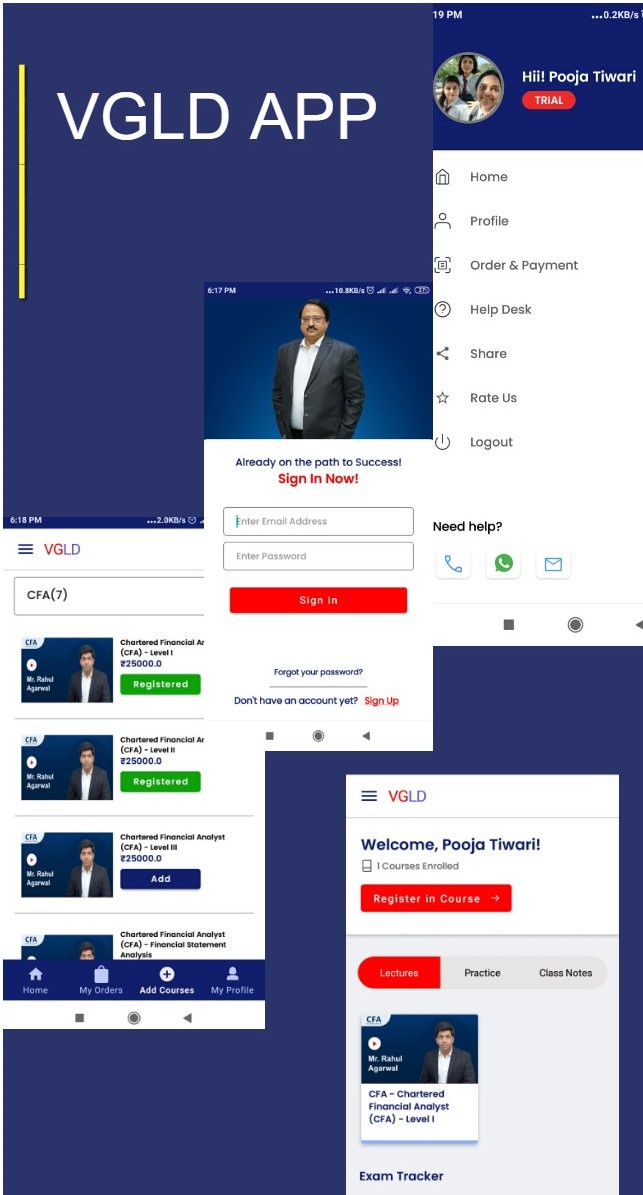 VGLD APP
19 PM ...0.2KB/s
Hii! Pooja Tiwari
TRIAL
Home
Profile
Order & Payment
Help Desk
Share
Rate Us
Logout
Need help?
6:17 PM ...10.8KB/s 37
Already on the path to Success!
Sign In Now!
Enter Email Address
Enter Password
Sign In
Forgot your password?
Don't have an account yet? Sign Up
6:18 PM ...2.0KB/s
VGLD
CFA(7)
CFA
Mr. Rahul
Agarwal
Chartered Financial An
(CFA) - Level I
₹25000.0
Registered
CFA
Mr. Rahul
Agarwal
Chartered Financial An
(CFA) - Level II
₹25000.0
Registered
CFA
Mr. Rahul
Agarwal
Chartered Financial Analyst
(CFA) - Level III
₹25000.0
Add
CFA
Chartered Financial Analyst
(CFA) - Financial Statement
Analysis
Home My Orders Add Courses My Profile
VGLD
Welcome, Pooja Tiwari!
1 Courses Enrolled
Register in Course →
Lectures Practice Class Notes
CFA
Mr. Rahul
Agarwal
CFA - Chartered
Financial Analyst
(CFA) - Level I
Exam Tracker